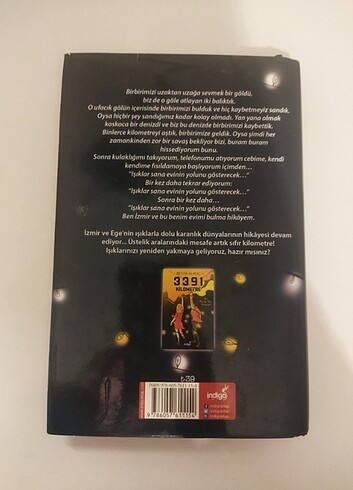 Birbirimizi uzaktan uzağa sevmek bir göldü,
biz de o göle atlayan iki balıktık.
O ufacık gölün içerisinde birbirimizi bulduk ve hiç kaybetmeyiz sandık.
Oysa hiçbir şey sandığımız kadar kolay olmadı. Yan yana olmak
koskoca bir denizdi ve biz bu denizde birbirimizi kaybettik.
Binlerce kilometreyi aştık, birbirimize geldik. Oysa şimdi her
zamankinden zor bir savaş bekliyor bizi, buram buram
hissediyorum bunu.
Sonra kulaklığımı takıyorum, telefonumu atıyorum cebime, kendi
kendime fısıldamaya başlıyorum içimden...
"Işıklar sana evinin yolunu gösterecek..."
Bir kez daha tekrar ediyorum:
"Işıklar sana evinin yolunu gösterecek..."
Sonra bir kez daha...
"Işıklar sana evinin yolunu gösterecek..."
Ben İzmir ve bu benim evimi bulma hikâyem.
İzmir ve Ege'nin ışıklarla dolu karanlık dünyalarının hikâyesi devam
ediyor... Üstelik aralarındaki mesafe artık sıfır kilometre!
Işıklarınızı yeniden yakmaya geliyoruz, hazır mısınız?
3391
KİLOMETRE
₺39
9 786057 611154
indigo